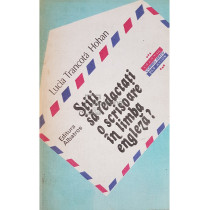 Lucia Trancotă Hohan
Știți
să redactați
o scrisoare
în limba
engleză?
Editura
Albatros